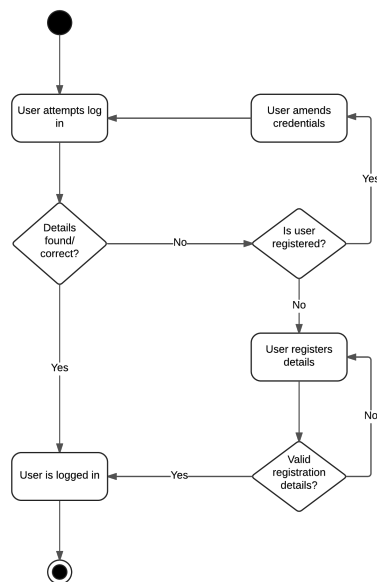 User attempts log
in
User amends
credentials
Yes
Details
found/
correct?
No
Is user
registered?
No
User registers
details
Yes
No
Valid
registration
details?
Yes
User is logged in